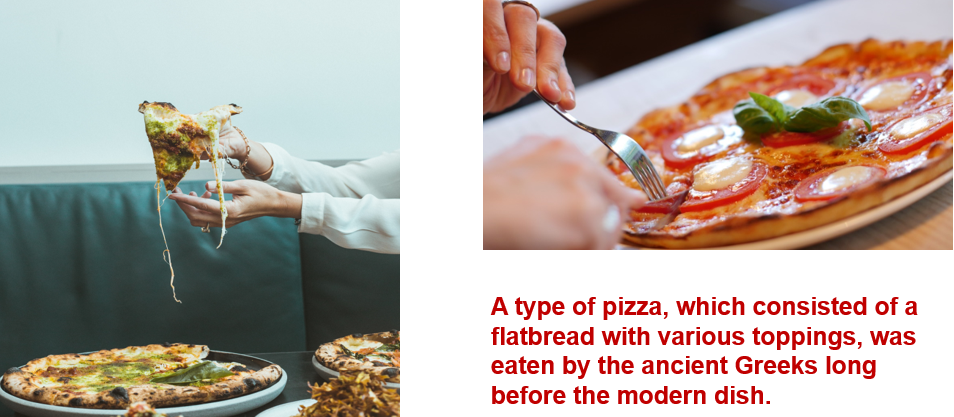 A type of pizza, which consisted of a
flatbread with various toppings, was
eaten by the ancient Greeks long
before the modern dish.